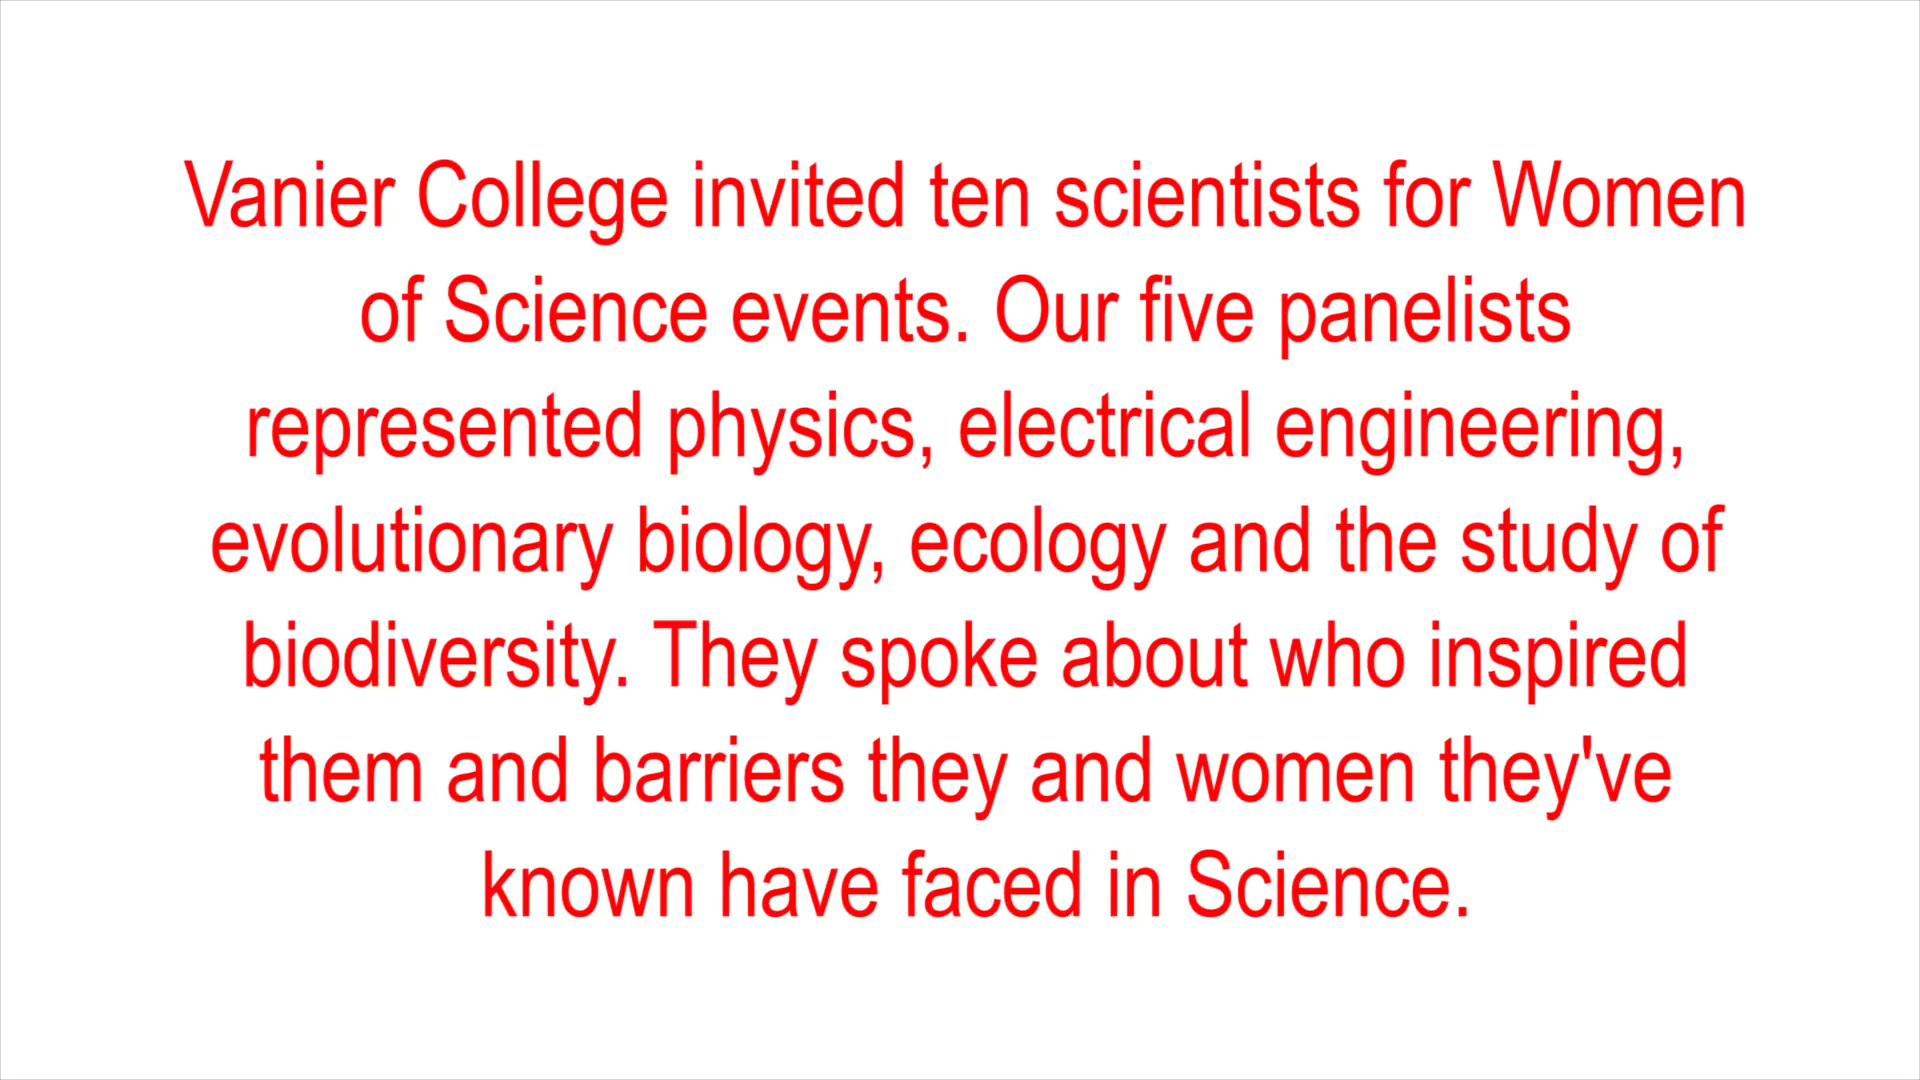 Vanier College invited ten scientists for Women
of Science events. Our five panelists
represented physics, electrical engineering,
evolutionary biology, ecology and the study of
biodiversity. They spoke about who inspired
them and barriers they and women they've
known have faced in Science.